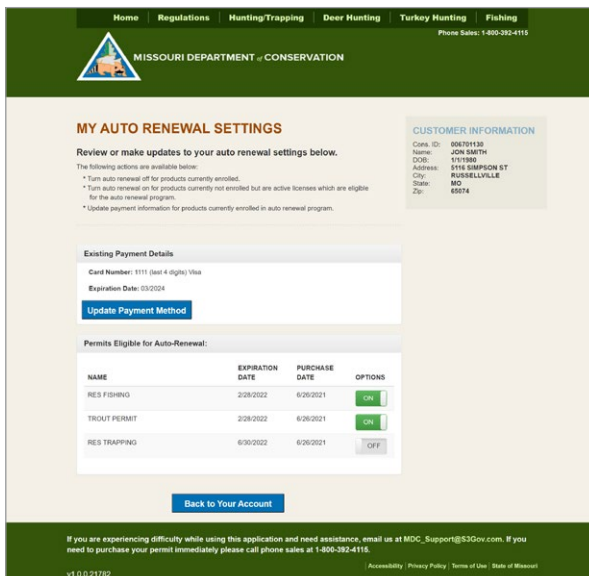 Home | Regulations | Hunting/Trapping | Deer Hunting | Turkey Hunting | Fishing
Phone Sales: 1-800-392-4115
MISSOURI DEPARTMENT of CONSERVATION
MY AUTO RENEWAL SETTINGS
Review or make updates to your auto renewal settings below.
The following actions are available below:
* Turn auto renewal off for products currently enrolled.
* Turn auto renewal on for products currently not enrolled but are active licenses which are eligible
for the auto renewal program.
* Update payment information for products currently enrolled in auto renewal program.
CUSTOMER INFORMATION
Cons. ID: 006701130
Name: JON SMITH
DOB: 1/1/1980
Address: 5116 SIMPSON ST
City: RUSSELLVILLE
State: MO
Zip: 65074
Existing Payment Details
Card Number: 1111 (last 4 digits) Visa
Expiration Date: 03/2024
Update Payment Method
Permits Eligible for Auto-Renewal:
NAME EXPIRATION DATE PURCHASE DATE OPTIONS
RES FISHING 2/28/2022 6/26/2021 ON
TROUT PERMIT 2/28/2022 6/26/2021 ON
RES TRAPPING 6/30/2022 6/26/2021 OFF
Back to Your Account
If you are experiencing difficulty while using this application and need assistance, email us at MDC_Support@S3Gov.com. If you
need to purchase your permit immediately please call phone sales at 1-800-392-4115.
| Accessibility | Privacy Policy | Terms of Use | State of Missouri
v1.0.0.21782